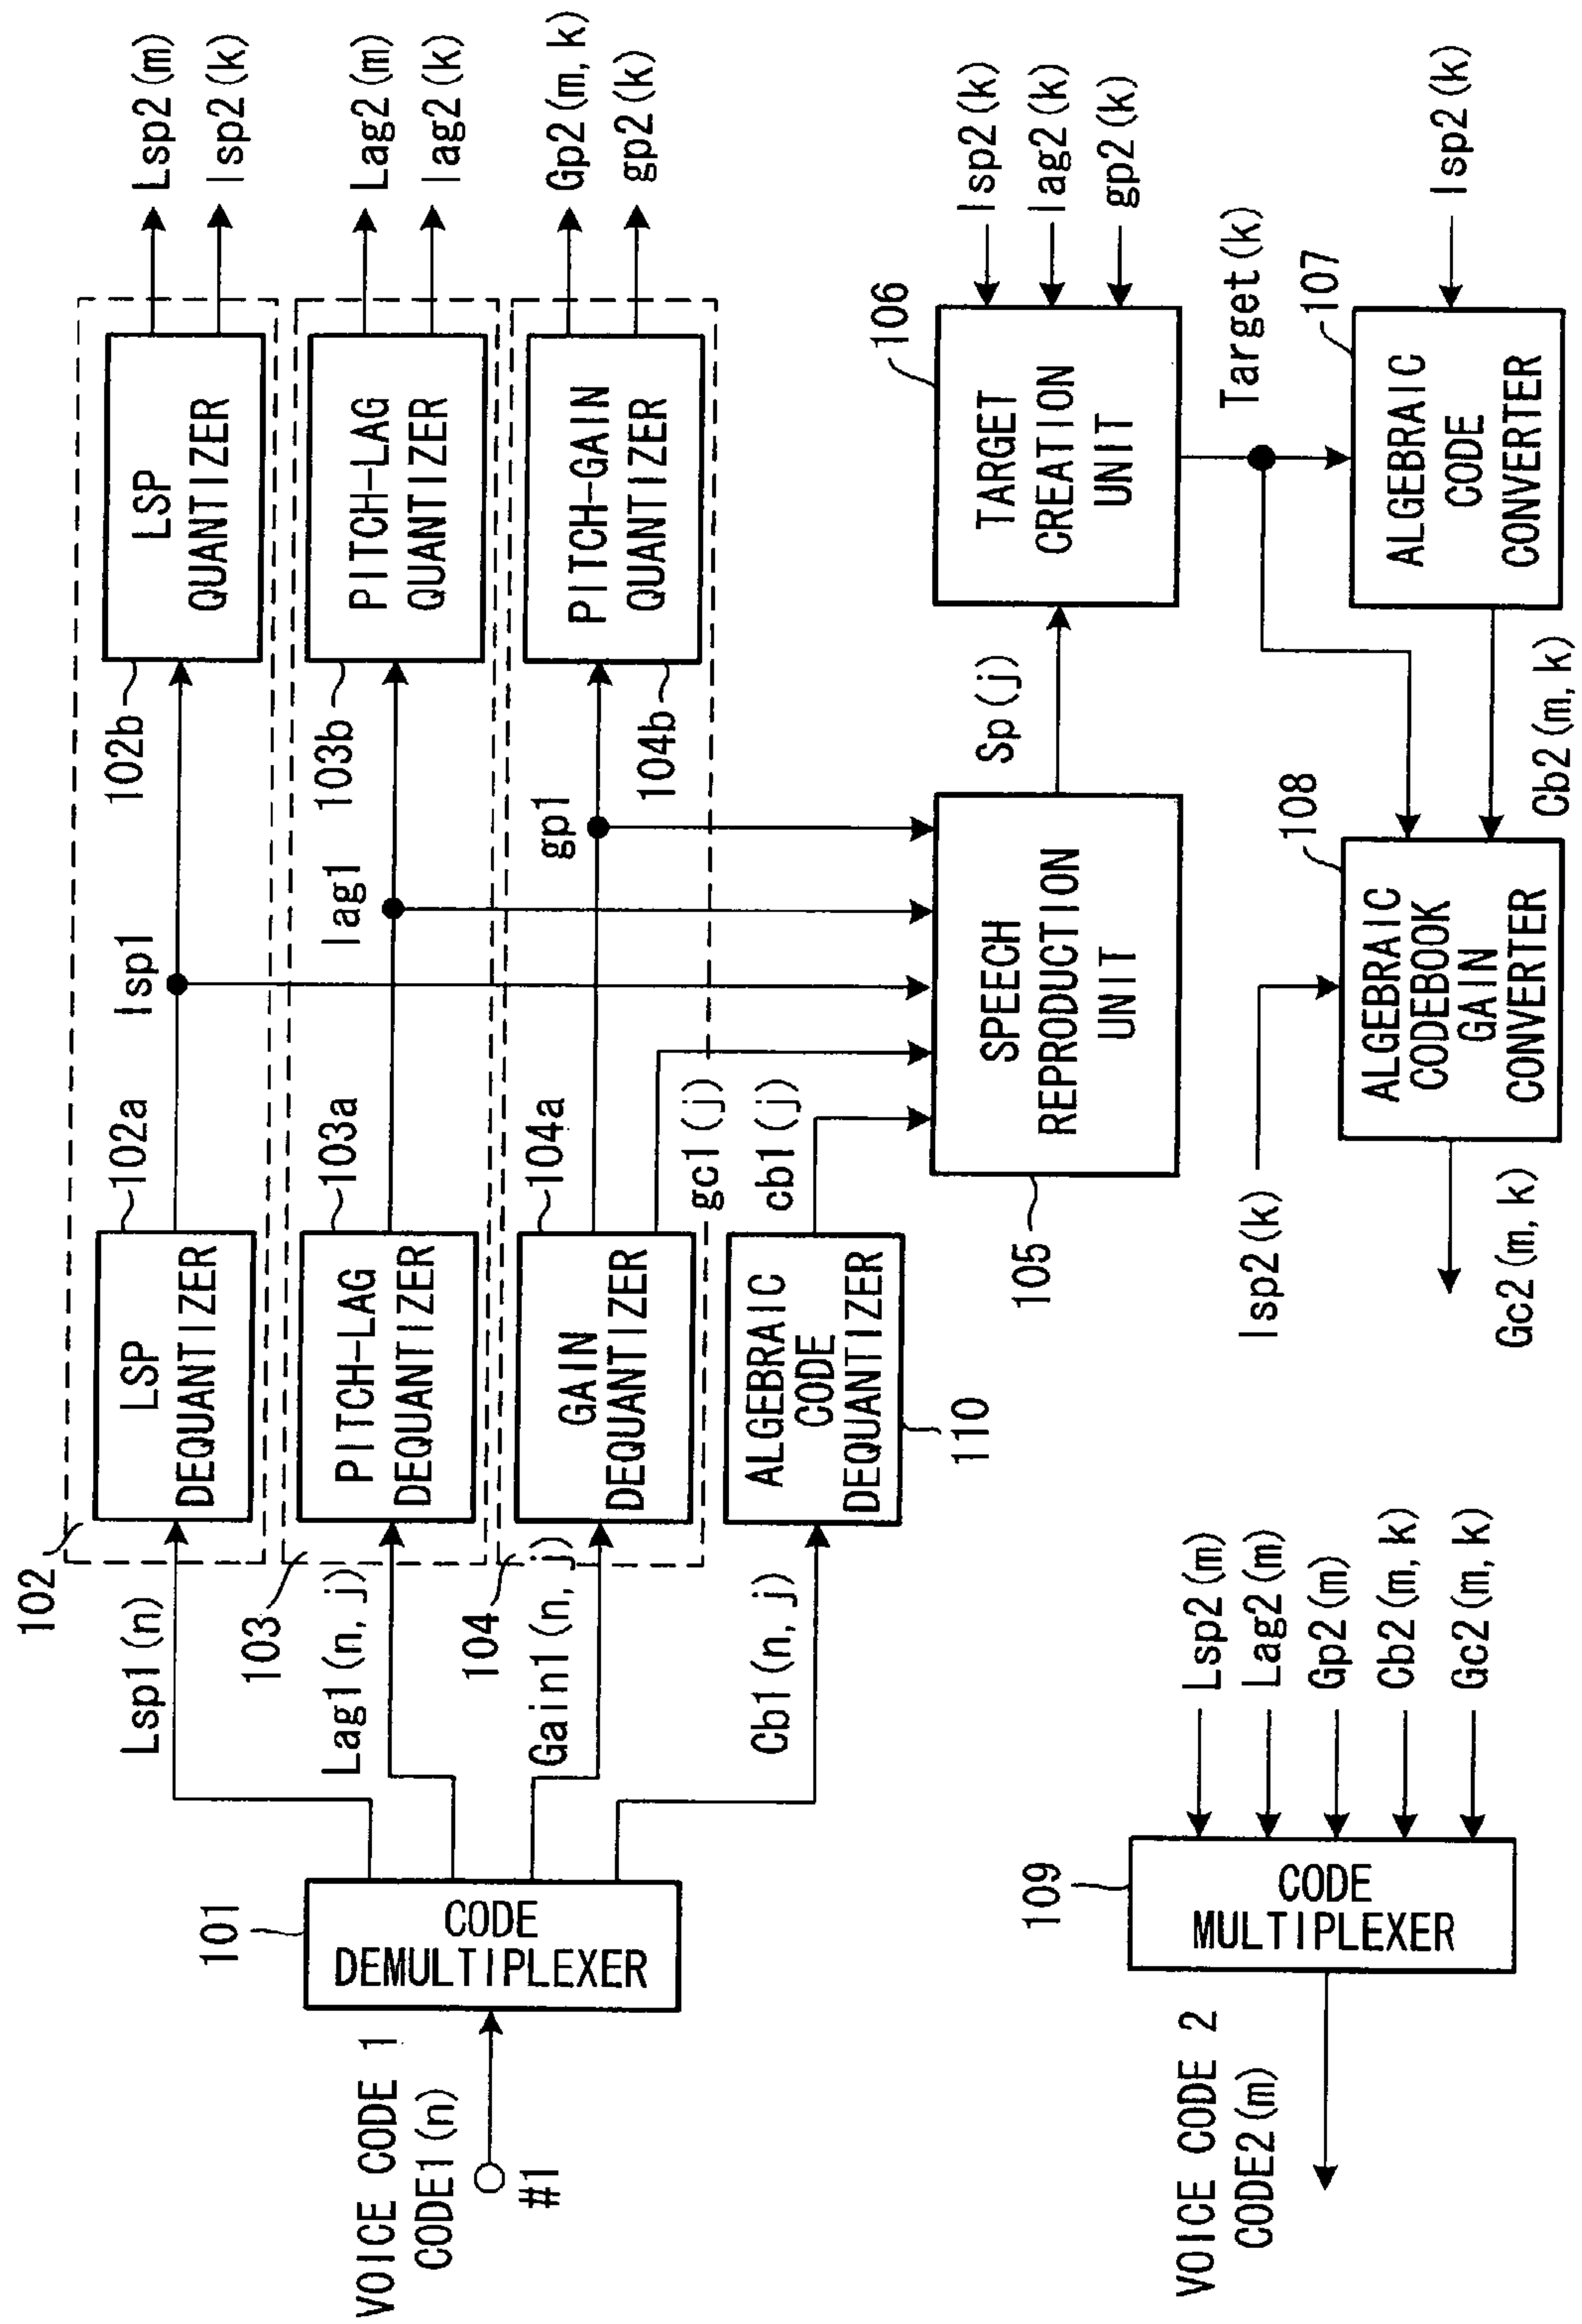 VOICE CODE 1
CODE1(n)
#1
101
CODE
DEMULTIPLEXER
Lsp1(n)
Lag1(n, j)
Gain1(n, j)
Cb1(n, j)
102
LSP
DEQUANTIZER
102a
lsp1
102b
LSP
QUANTIZER
Lsp2(m)
lsp2(k)
103
PITCH-LAG
DEQUANTIZER
103a
lag1
103b
PITCH-LAG
QUANTIZER
Lag2(m)
lag2(k)
104
GAIN
DEQUANTIZER
104a
gp1
104b
PITCH-GAIN
QUANTIZER
Gp2(m, k)
gp2(k)
gc1(j)
ALGEBRAIC
CODE
DEQUANTIZER
110
cb1(j)
105
SPEECH
REPRODUCTION
UNIT
Sp(j)
106
TARGET
CREATION
UNIT
lsp2(k)
lag2(k)
gp2(k)
Target(k)
107
ALGEBRAIC
CODE
CONVERTER
lsp2(k)
Cb2(m, k)
108
ALGEBRAIC
CODEBOOK
GAIN
CONVERTER
lsp2(k)
Gc2(m, k)
109
CODE
MULTIPLEXER
Lsp2(m)
Lag2(m)
Gp2(m)
Cb2(m, k)
Gc2(m, k)
VOICE CODE 2
CODE2(m)